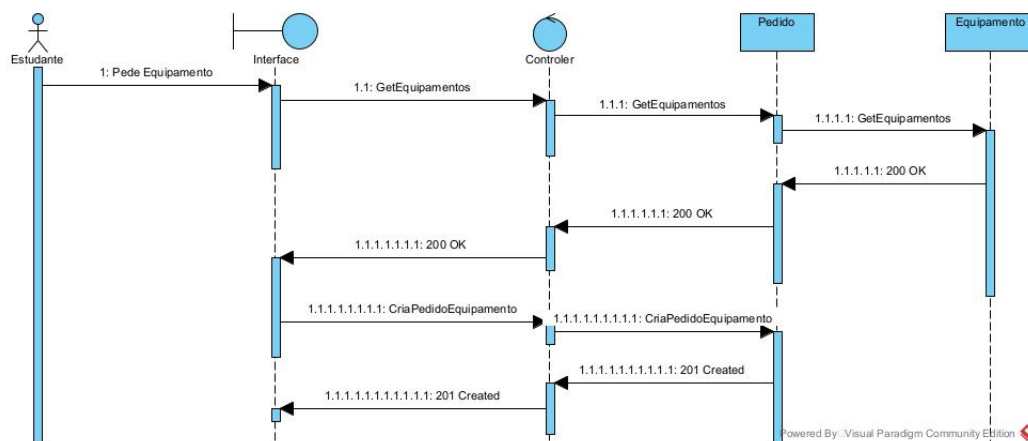 Pedido
Equipamento
Estudante
Interface
Controler
1: Pede Equipamento
1.1: GetEquipamentos
1.1.1: GetEquipamentos
1.1.1.1: GetEquipamentos
1.1.1.1.1: 200 OK
1.1.1.1.1.1: 200 OK
1.1.1.1.1.1.1: 200 OK
1.1.1.1.1.1.1.1: CriaPedidoEquipamento
1.1.1.1.1.1.1.1.1: CriaPedidoEquipamento
1.1.1.1.1.1.1.1.1.1: 201 Created
1.1.1.1.1.1.1.1.1.1.1: 201 Created
Powered By Visual Paradigm Community Edition